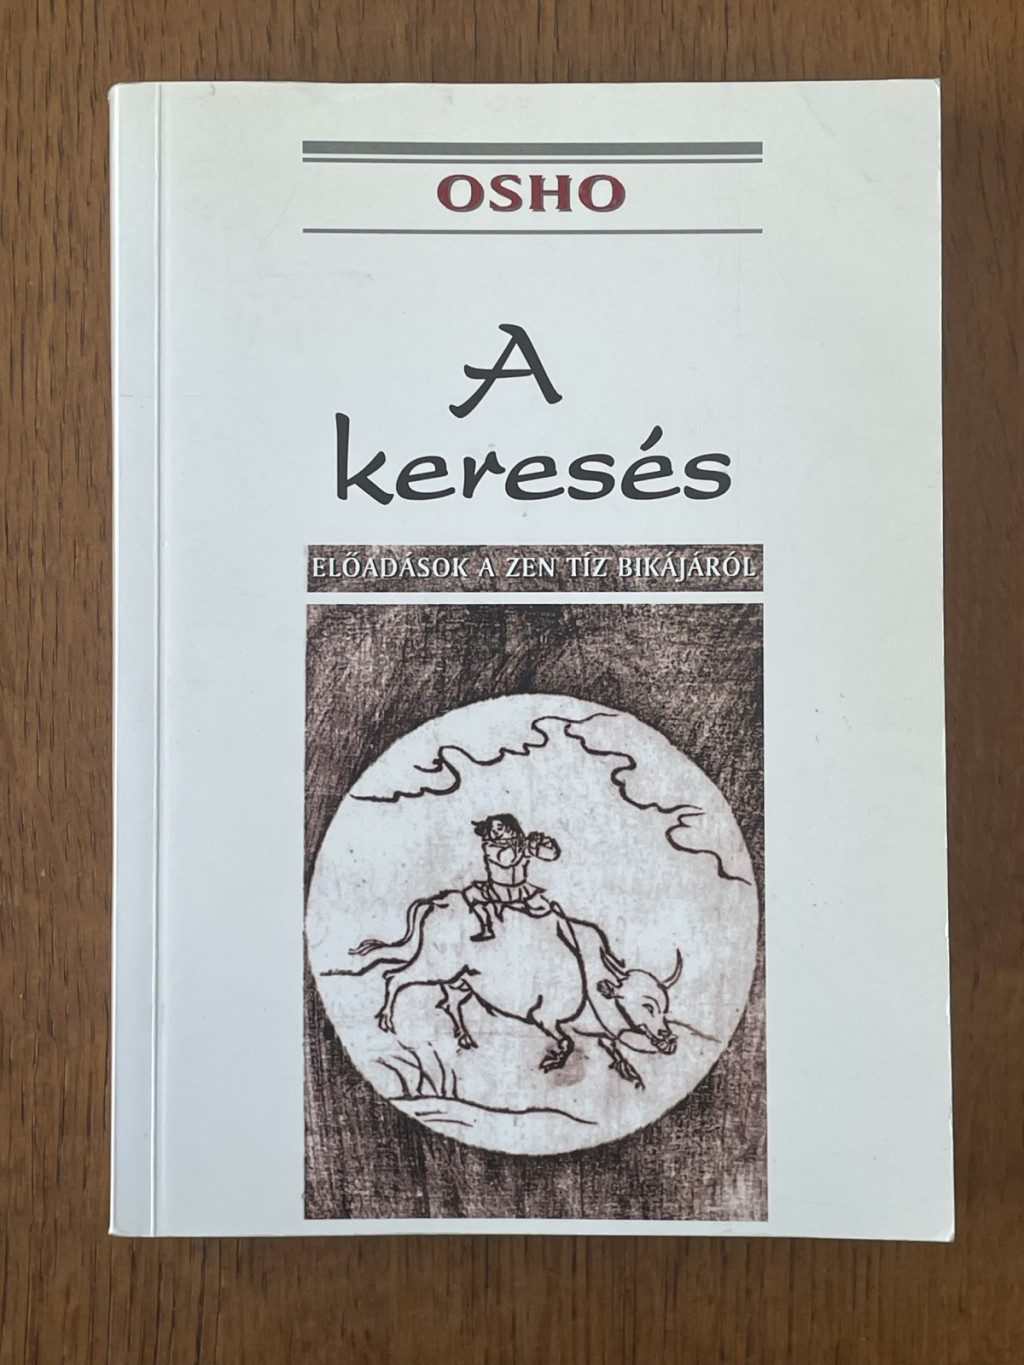 OSHO
A
keresés
ELŐADÁSOK A ZEN TÍZ BIKÁJÁRÓL